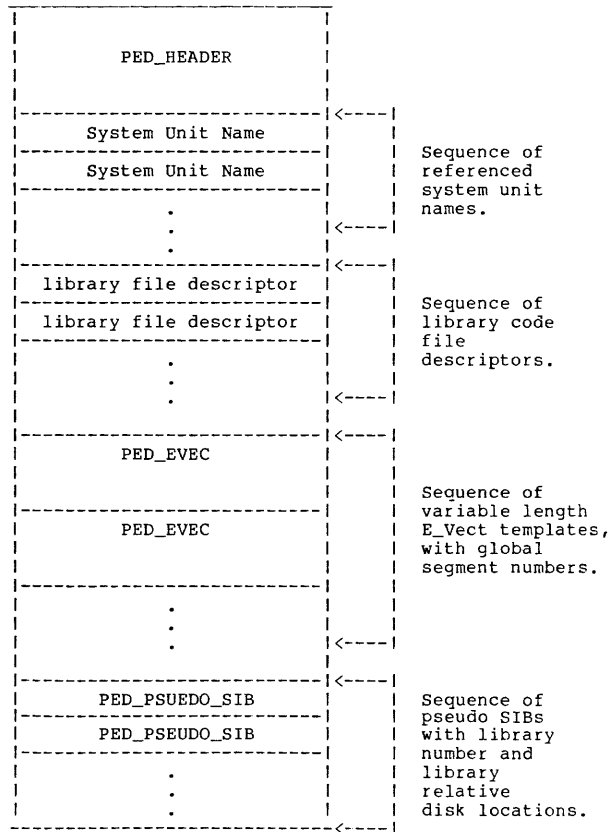 PED_HEADER
System Unit Name
System Unit Name
.
.
.
Sequence of
referenced
system unit
names.
library file descriptor
library file descriptor
.
.
.
Sequence of
library code
file
descriptors.
PED_EVEC
PED_EVEC
.
.
.
Sequence of
variable length
E_Vect templates,
with global
segment numbers.
PED_PSUEDO_SIB
PED_PSEUDO_SIB
.
.
.
Sequence of
pseudo SIBs
with library
number and
library
relative
disk locations.